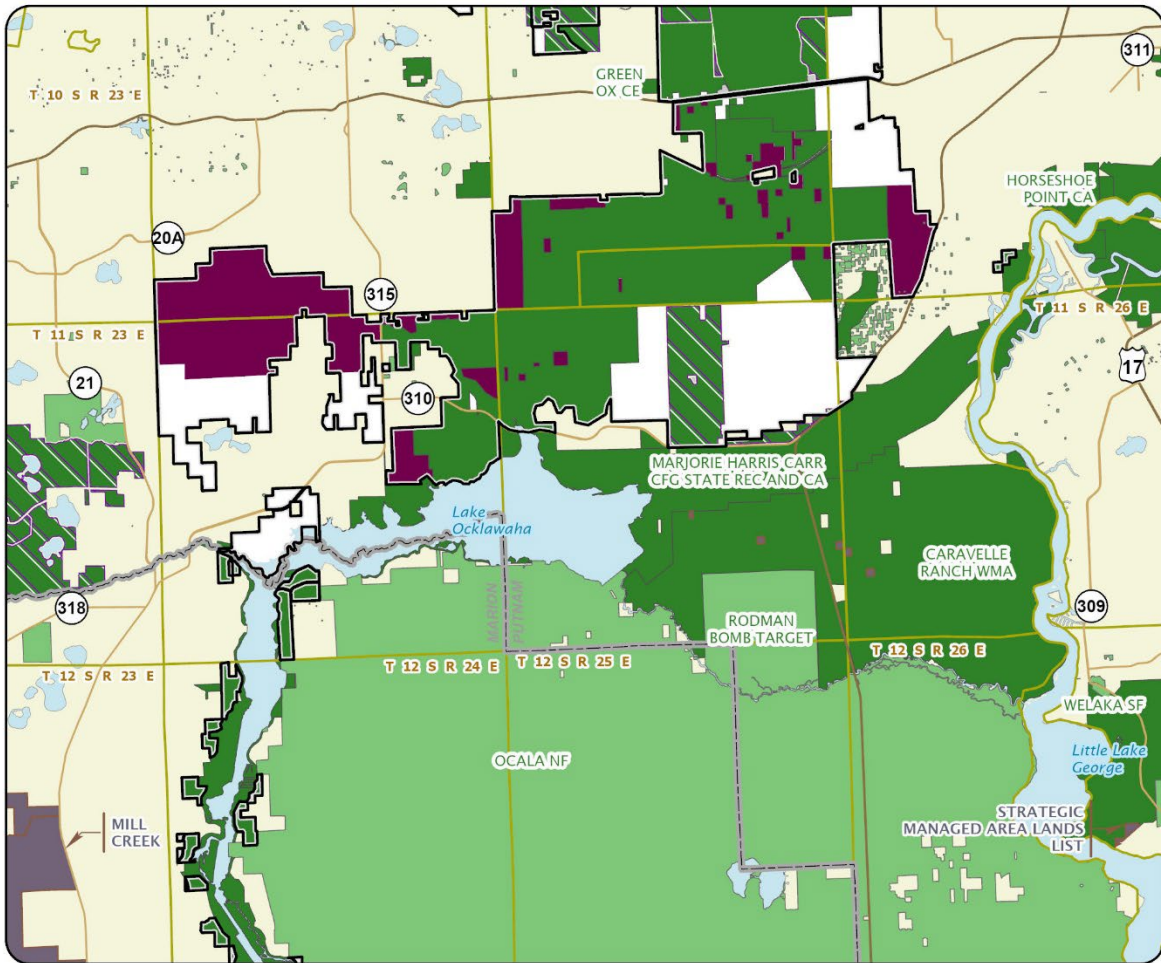 311
GREEN
OX CE
T 10 S R 23 E
HORSESHOE
POINT CA
20A
315
T 11 S R 26 E
T 11 S R 23 E
17
21
310
MARJORIE HARRIS CARR
CFG STATE REC AND CA
Lake
Ocklawaha
CARAVELLE
RANCH WMA
318
309
MARION
PUTNAM
RODMAN
BOMB TARGET
T 12 S R 23 E
T 12 S R 24 E
T 12 S R 25 E
T 12 S R 26 E
WELAKA SF
OCALA NF
Little Lake
George
MILL
CREEK
STRATEGIC
MANAGED AREA LANDS
LIST